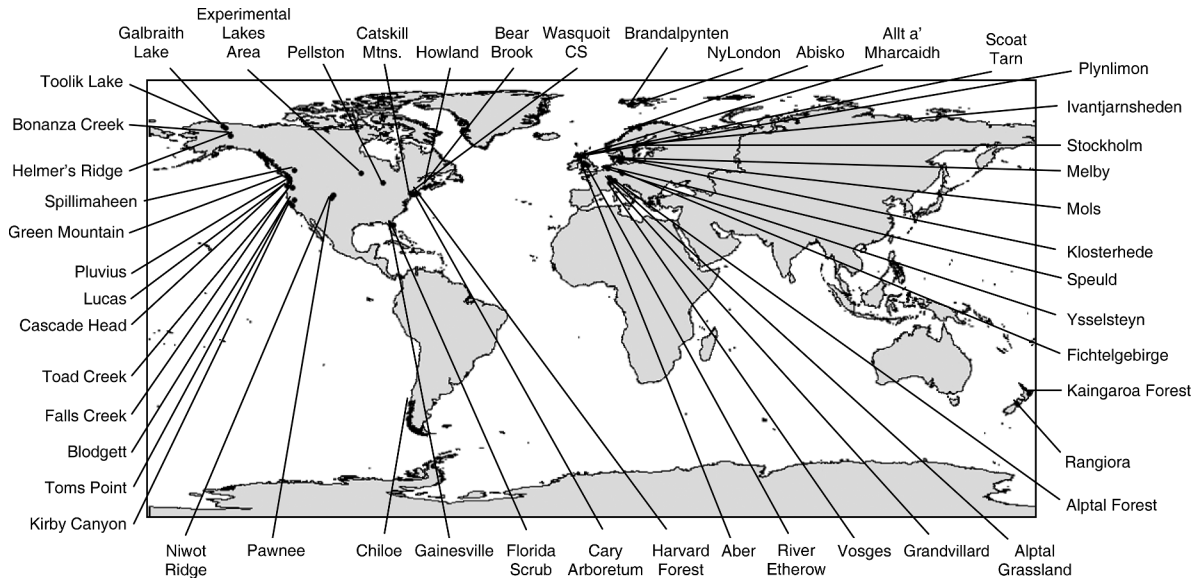 Experimental
Lakes
Area
Galbraith
Lake
Pellston
Catskill
Mtns.
Howland
Bear
Brook
Wasquoit
CS
Brandalpynten
NyLondon
Abisko
Allt a'
Mharcaidh
Scoat
Tarn
Plynlimon
Toolik Lake
Bonanza Creek
Helmer's Ridge
Spillimaheen
Green Mountain
Pluvius
Lucas
Cascade Head
Toad Creek
Falls Creek
Blodgett
Toms Point
Kirby Canyon
Ivantjarnsheden
Stockholm
Melby
Mols
Klosterhede
Speuld
Ysselsteyn
Fichtelgebirge
Kaingaroa Forest
Rangiora
Alptal Forest
Niwot
Ridge
Pawnee
Chiloe
Gainesville
Florida
Scrub
Cary
Arboretum
Harvard
Forest
Aber
River
Etherow
Vosges
Grandvillard
Alptal
Grassland